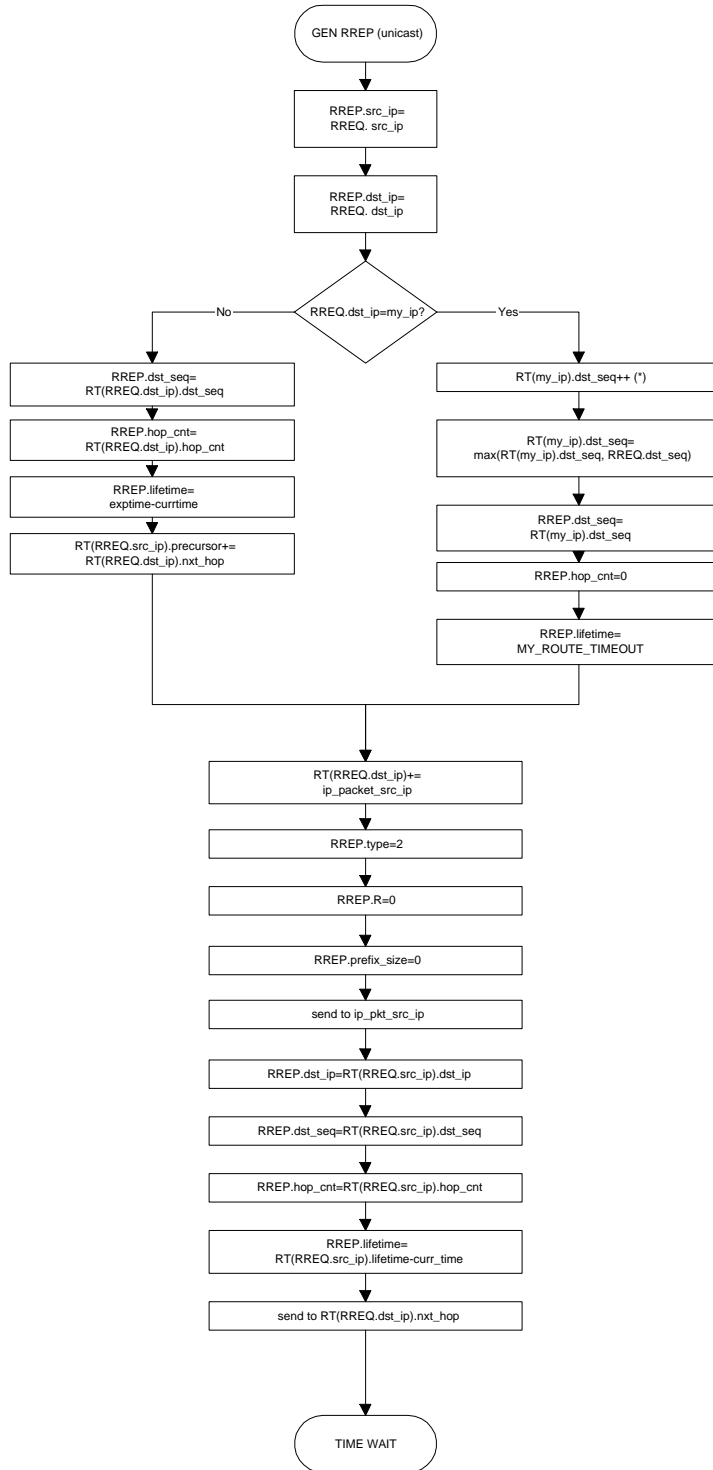 GEN RREP (unicast)
RREP.src_ip=
RREQ. src_ip
RREP.dst_ip=
RREQ. dst_ip
RREQ.dst_ip=my_ip?
No
Yes
RREP.dst_seq=
RT(RREQ.dst_ip).dst_seq
RREP.hop_cnt=
RT(RREQ.dst_ip).hop_cnt
RREP.lifetime=
exptime-currtime
RT(RREQ.src_ip).precursor+=
RT(RREQ.dst_ip).nxt_hop
RT(my_ip).dst_seq++ (*)
RT(my_ip).dst_seq=
max(RT(my_ip).dst_seq, RREQ.dst_seq)
RREP.dst_seq=
RT(my_ip).dst_seq
RREP.hop_cnt=0
RREP.lifetime=
MY_ROUTE_TIMEOUT
RT(RREQ.dst_ip)+=
ip_packet_src_ip
RREP.type=2
RREP.R=0
RREP.prefix_size=0
send to ip_pkt_src_ip
RREP.dst_ip=RT(RREQ.src_ip).dst_ip
RREP.dst_seq=RT(RREQ.src_ip).dst_seq
RREP.hop_cnt=RT(RREQ.src_ip).hop_cnt
RREP.lifetime=
RT(RREQ.src_ip).lifetime-curr_time
send to RT(RREQ.dst_ip).nxt_hop
TIME WAIT